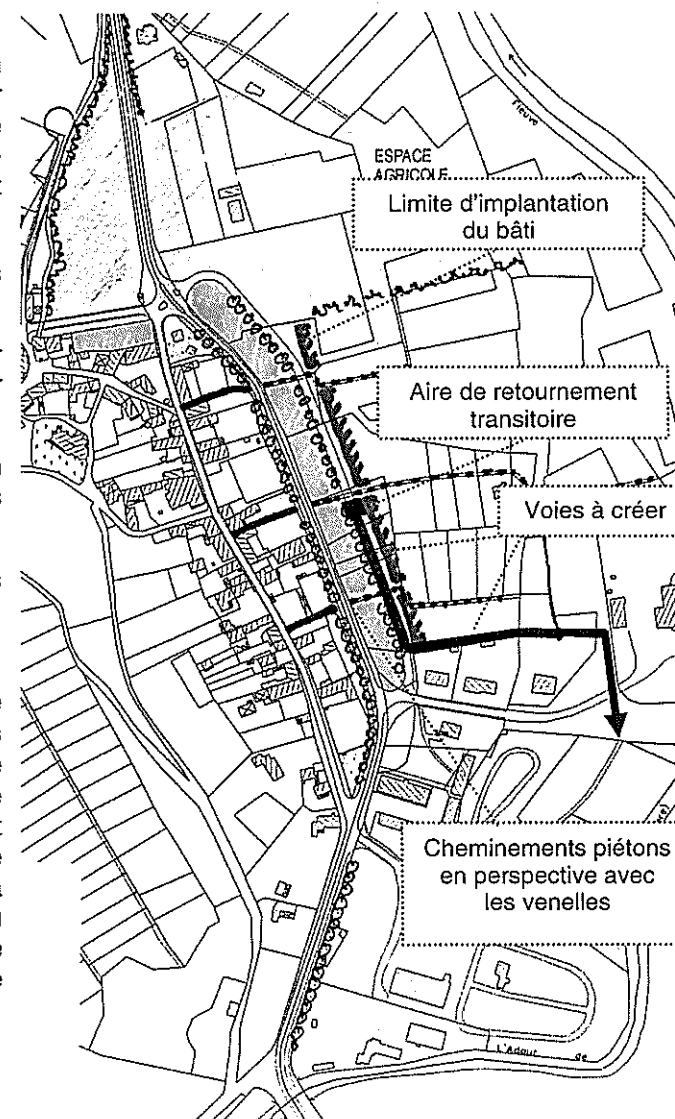 Fleuve
ESPACE
AGRICOLE
Limite d'implantation
du bâti
Aire de retournement
transitoire
Voies à créer
Cheminements piétons
en perspective avec
les venelles
L'Adour de